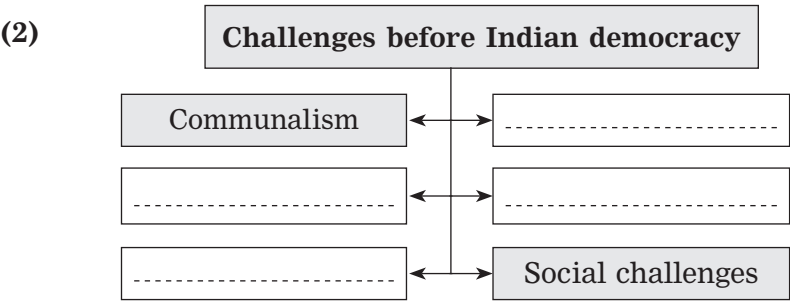 (2)
Challenges before Indian democracy
Communalism
Social challenges